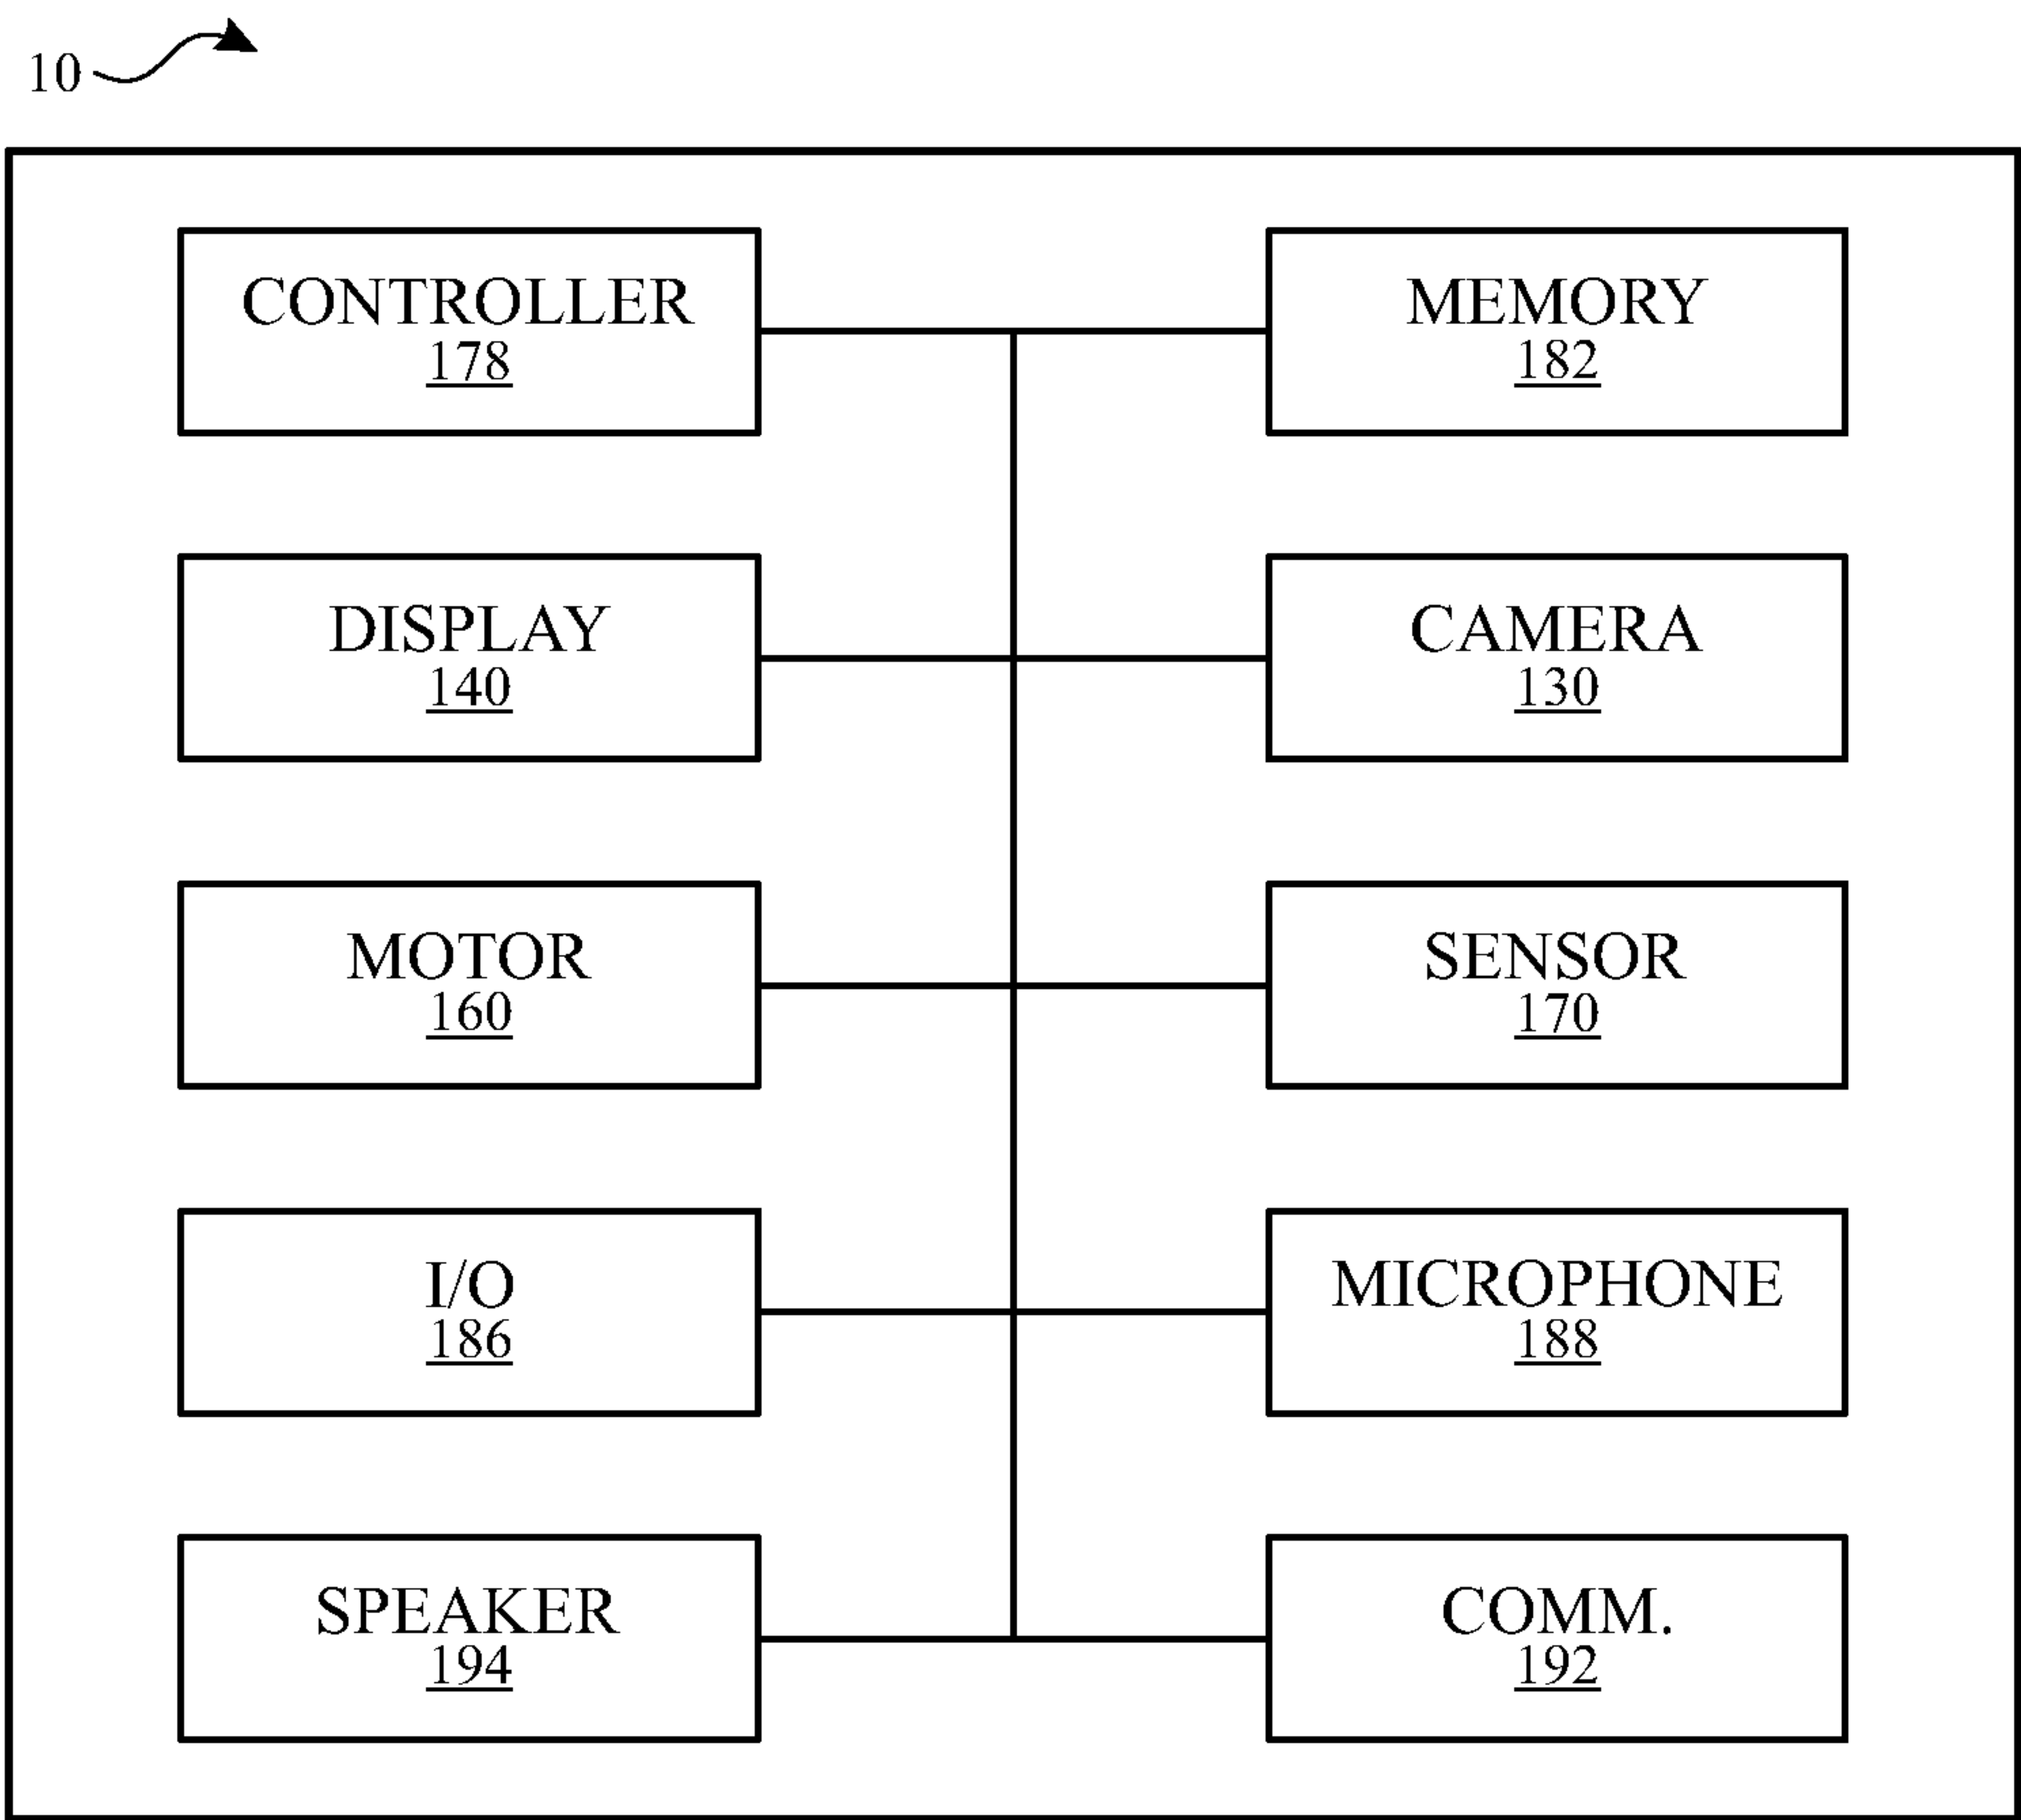 10
CONTROLLER
178
MEMORY
182
DISPLAY
140
CAMERA
130
MOTOR
160
SENSOR
170
I/O
186
MICROPHONE
188
SPEAKER
194
COMM.
192